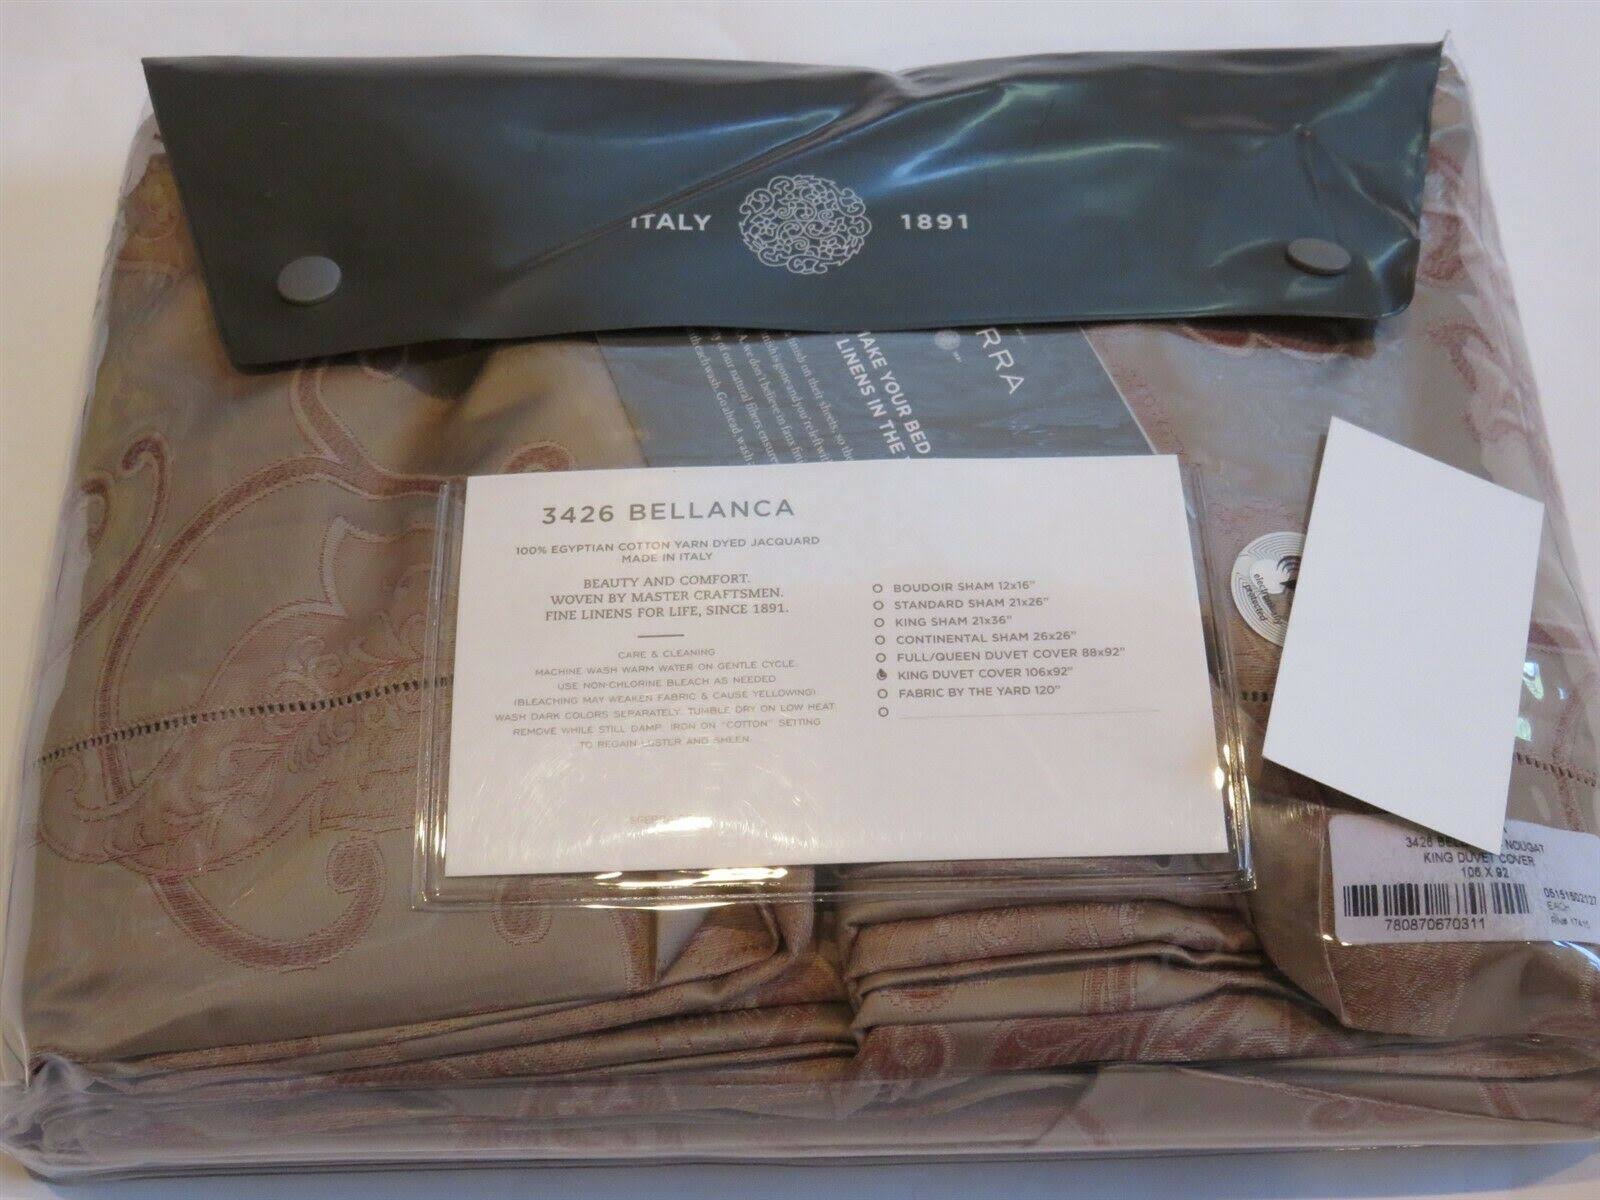 ITALY 1891
RRA
MAKE YOUR BED
LINENS IN THE
3426 BELLANCA
100% EGYPTIAN COTTON YARN DYED JACQUARD
MADE IN ITALY
BEAUTY AND COMFORT.
WOVEN BY MASTER CRAFTSMEN.
FINE LINENS FOR LIFE, SINCE 1891.
CARE & CLEANING
MACHINE WASH WARM WATER ON GENTLE CYCLE.
USE NON-CHLORINE BLEACH AS NEEDED
(BLEACHING MAY WEAKEN FABRIC & CAUSE YELLOWING).
WASH DARK COLORS SEPARATELY. TUMBLE DRY ON LOW HEAT
REMOVE WHILE STILL DAMP. IRON ON "COTTON" SETTING
TO REGAIN LUSTER AND SHEEN.
BOUDOIR SHAM 12x16"
STANDARD SHAM 21x26"
KING SHAM 21x36"
CONTINENTAL SHAM 26x26"
FULL/QUEEN DUVET COVER 88x92"
KING DUVET COVER 106x92"
FABRIC BY THE YARD 120"
electronically
protected
3426 NOUGAT
KING DUVET COVER
106 X 92
05151502127
EACH
780870670311